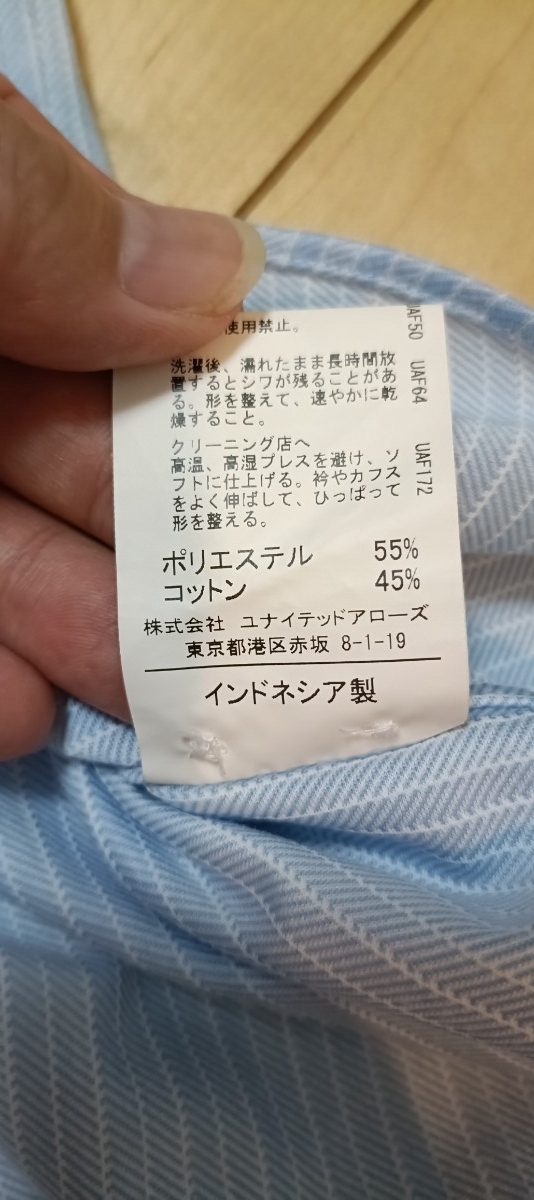 使用禁止。
洗濯後、濡れたまま長時間放
置するとシワが残ることがあ
る。形を整えて、速やかに乾
燥すること。
クリーニング店へ
高温、高湿プレスを避け、ソ
フトに仕上げる。衿やカフス
をよく伸ばして、ひっぱって
形を整える。
ポリエステル 55%
コットン 45%
株式会社 ユナイテッドアローズ
東京都港区赤坂 8-1-19
インドネシア製
UAF50 UAF64 UAF172